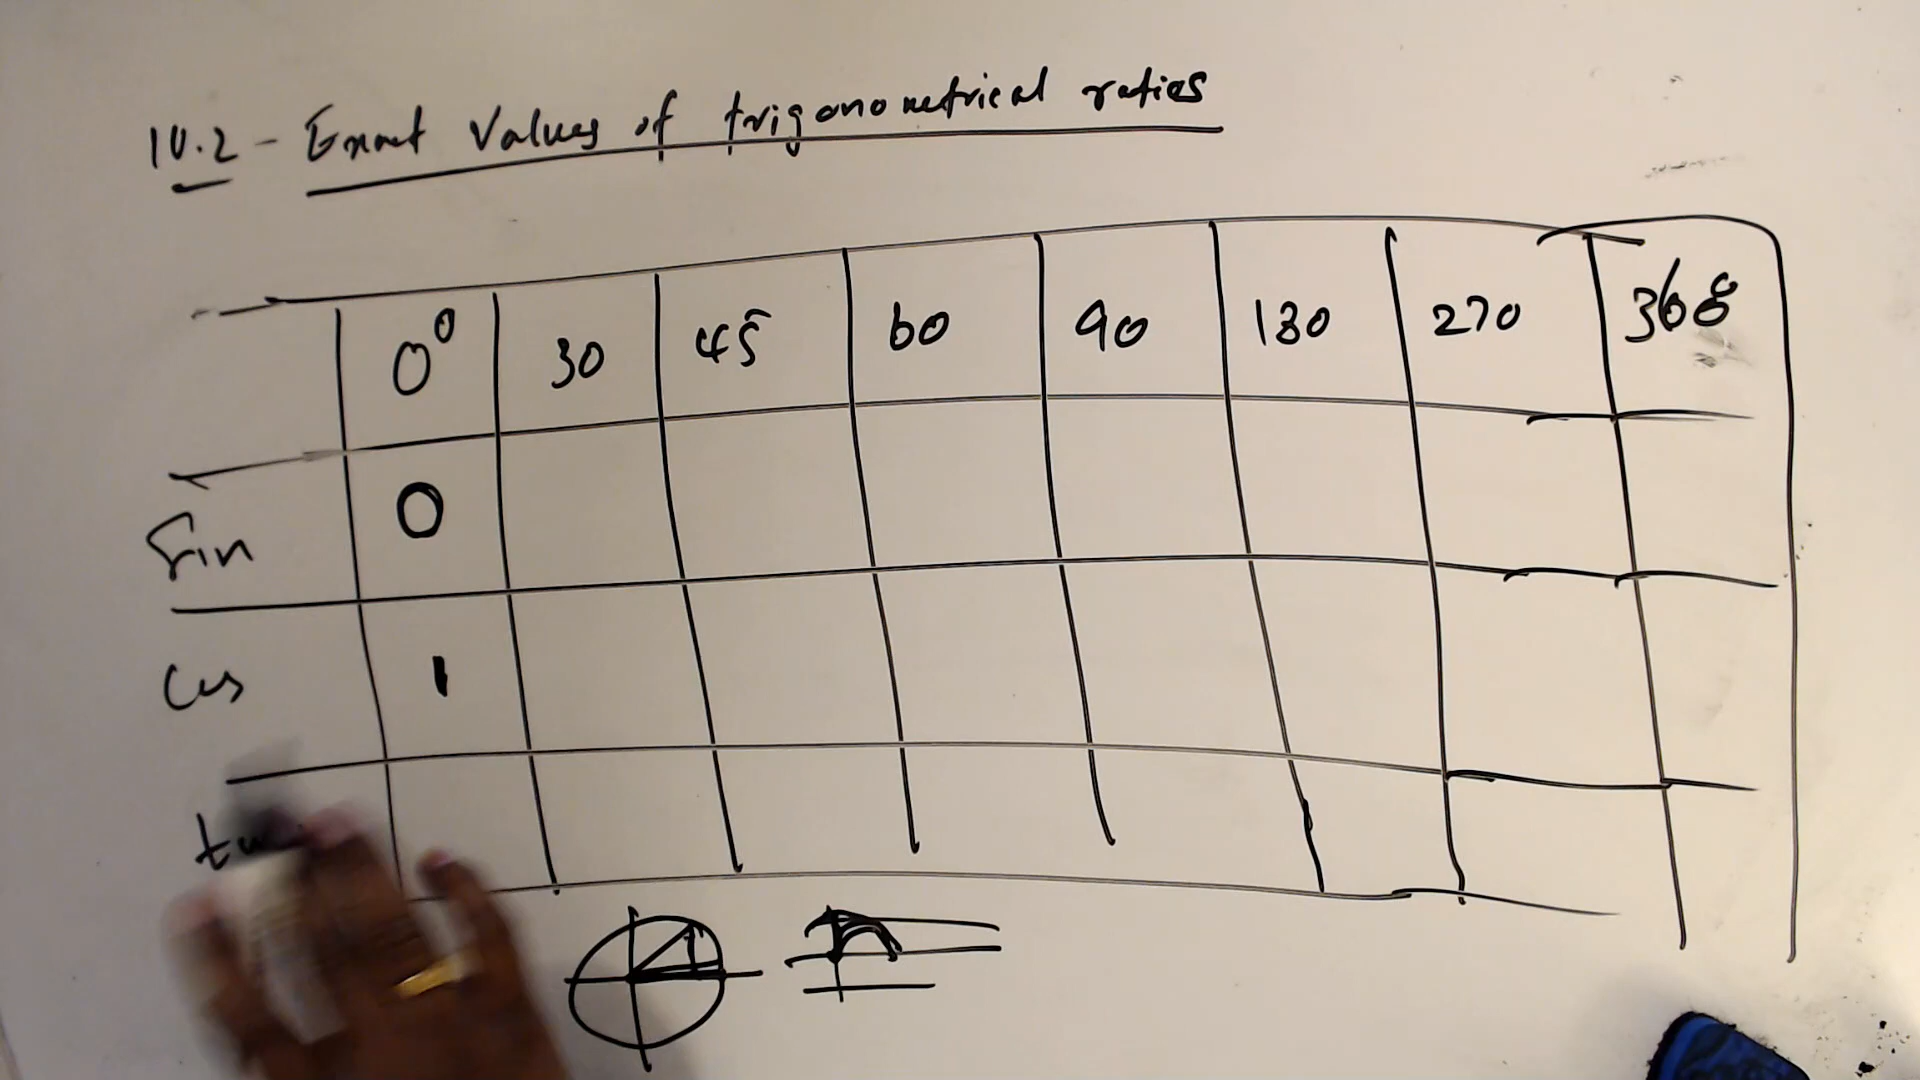 10.2 - Exact Values of trigonometrical ratios
0° 30 45 60 90 180 270 360
Sin 0
Cos 1